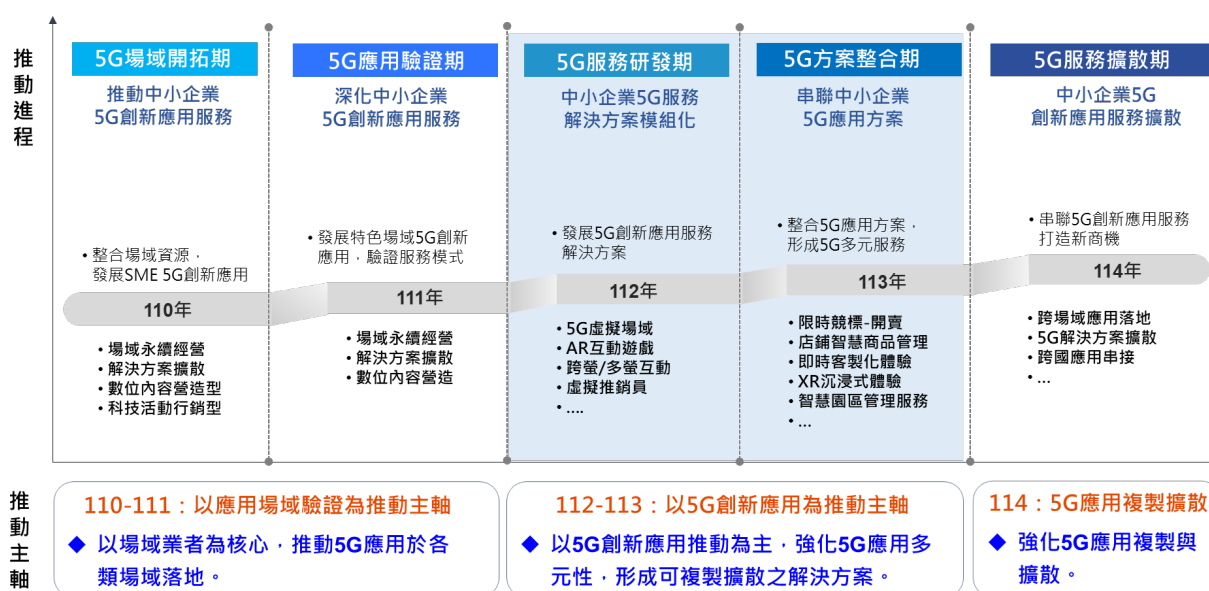 推動進程
5G場域開拓期
推動中小企業
5G創新應用服務
•整合場域資源，
發展SME 5G創新應用
110年
•場域永續經營
•解決方案擴散
•數位內容營造型
•科技活動行銷型
5G應用驗證期
深化中小企業
5G創新應用服務
•發展特色場域5G創新
應用，驗證服務模式
111年
•場域永續經營
•解決方案擴散
•數位內容營造
5G服務研發期
中小企業5G服務
解決方案模組化
•發展5G創新應用服務
解決方案
112年
•5G虛擬場域
•AR互動遊戲
•跨螢/多螢互動
•虛擬推銷員
•....
5G方案整合期
串聯中小企業
5G應用方案
•整合5G應用方案，
形成5G多元服務
113年
•限時競標-開賣
•店鋪智慧商品管理
•即時客製化體驗
•XR沉浸式體驗
•智慧園區管理服務
•...
5G服務擴散期
中小企業5G
創新應用服務擴散
•串聯5G創新應用服務
打造新商機
114年
•跨場域應用落地
•5G解決方案擴散
•跨國應用串接
•...
推動主軸
110-111：以應用場域驗證為推動主軸
◆ 以場域業者為核心，推動5G應用於各
類場域落地。
112-113：以5G創新應用為推動主軸
◆ 以5G創新應用推動為主，強化5G應用多
元性，形成可複製擴散之解決方案。
114：5G應用複製擴散
◆ 強化5G應用複製與
擴散。